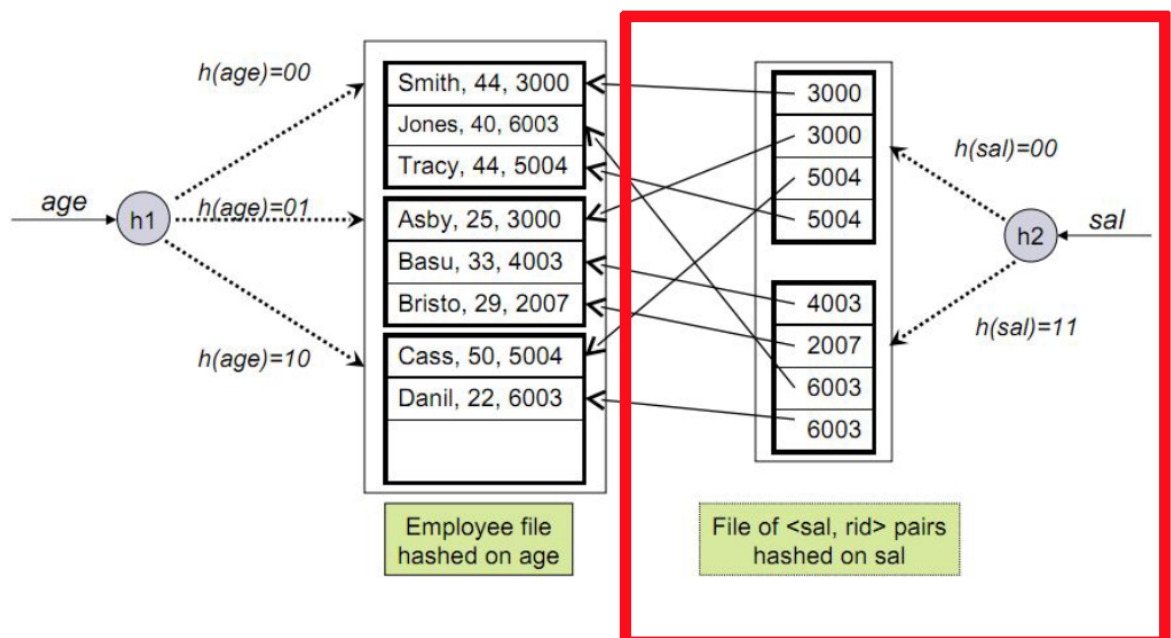 h(age)=00
h(age)=01
h(age)=10
age
h1
Smith, 44, 3000
Jones, 40, 6003
Tracy, 44, 5004
Asby, 25, 3000
Basu, 33, 4003
Bristo, 29, 2007
Cass, 50, 5004
Danil, 22, 6003
Employee file
hashed on age
3000
3000
5004
5004
4003
2007
6003
6003
File of <sal, rid> pairs
hashed on sal
h(sal)=00
h2
sal
h(sal)=11